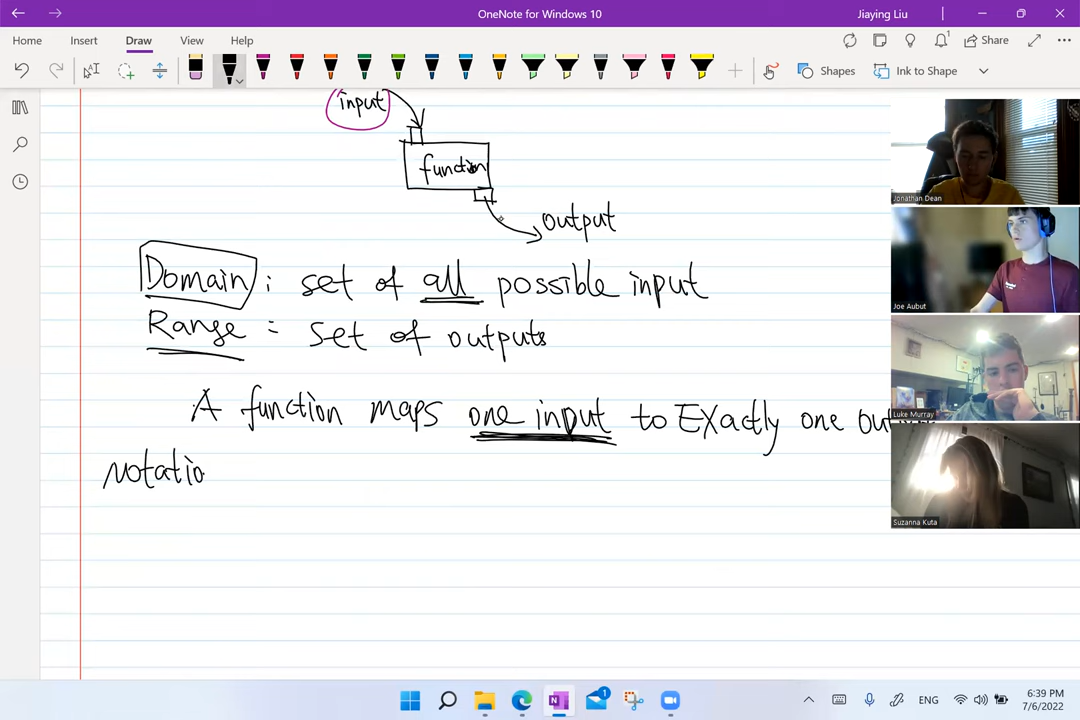 OneNote for Windows 10
Jiaying Liu
Home Insert Draw View Help
Share
Shapes
Ink to Shape
input
function
output
Domain : set of all possible input
Range : set of outputs
A function maps one input to EXactly one
notatio
Jonathan Dean
Joe Aubut
Luke Murray
Suzanna Kuta
1
ENG
6:39 PM
7/6/2022